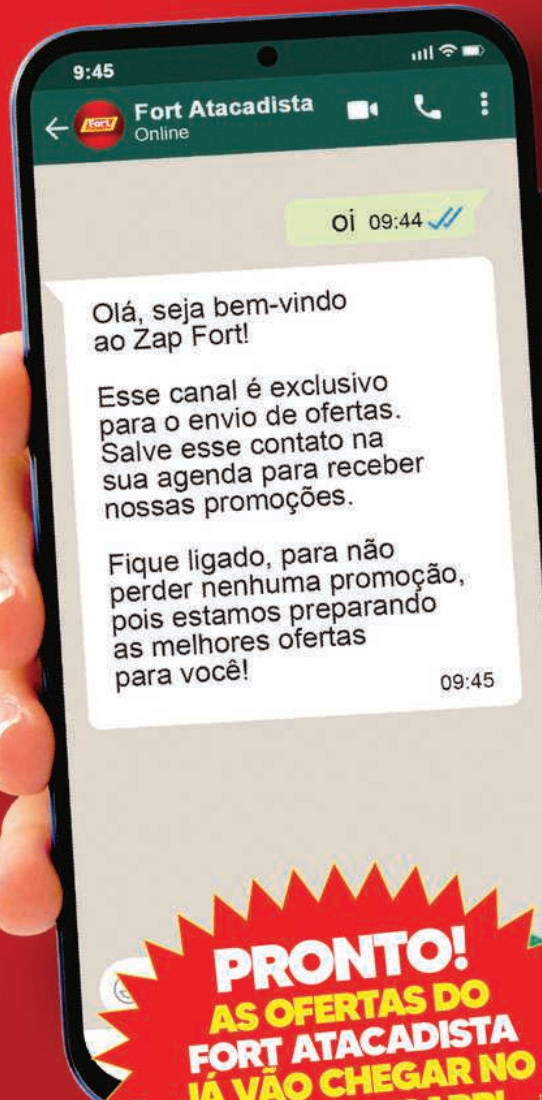 9:45
Fort
Fort Atacadista
Online
oi 09:44
Olá, seja bem-vindo
ao Zap Fort!
Esse canal é exclusivo
para o envio de ofertas.
Salve esse contato na
sua agenda para receber
nossas promoções.
Fique ligado, para não
perder nenhuma promoção,
pois estamos preparando
as melhores ofertas
para você!
09:45
PRONTO!
AS OFERTAS DO
FORT ATACADISTA
JÁ VÃO CHEGAR NO